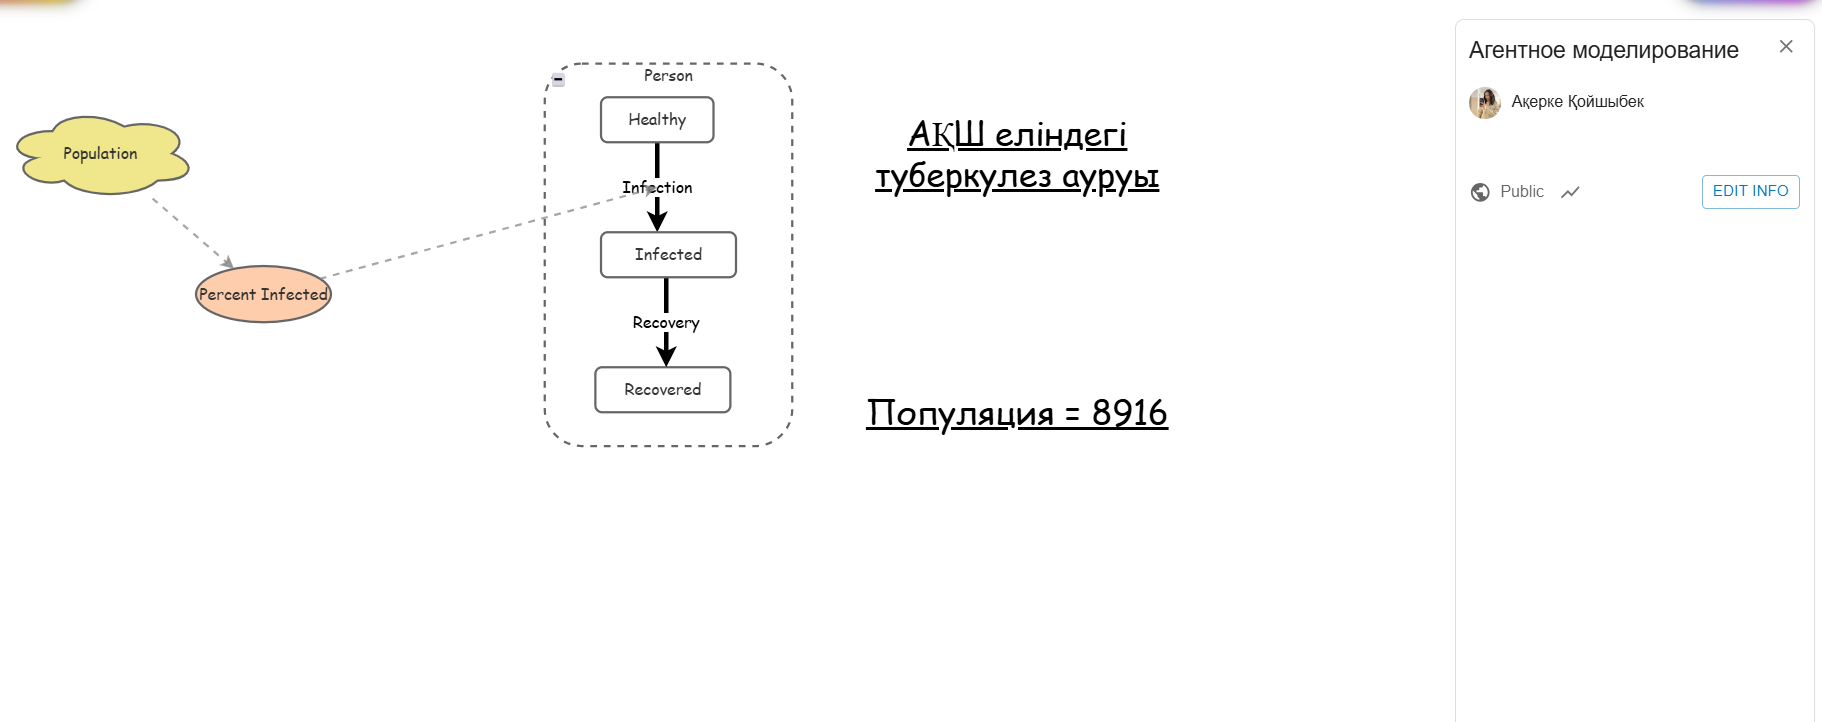 Person
Healthy
Population
Infection
Infected
Percent Infected
Recovery
Recovered
АҚШ еліндегі
туберкулез ауруы
Популяция = 8916
Агентное моделирование
Ақерке Қойшыбек
Public
EDIT INFO